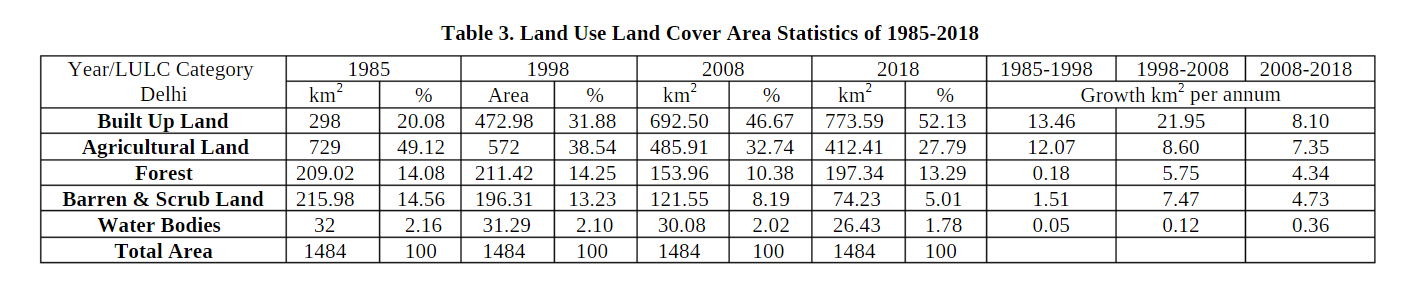 Table 3. Land Use Land Cover Area Statistics of 1985-2018
Year/LULC Category 1985 1998 2008 2018 1985-1998 1998-2008 2008-2018
Delhi km² % Area % km² % km² % Growth km² per annum
Built Up Land 298 20.08 472.98 31.88 692.50 46.67 773.59 52.13 13.46 21.95 8.10
Agricultural Land 729 49.12 572 38.54 485.91 32.74 412.41 27.79 12.07 8.60 7.35
Forest 209.02 14.08 211.42 14.25 153.96 10.38 197.34 13.29 0.18 5.75 4.34
Barren & Scrub Land 215.98 14.56 196.31 13.23 121.55 8.19 74.23 5.01 1.51 7.47 4.73
Water Bodies 32 2.16 31.29 2.10 30.08 2.02 26.43 1.78 0.05 0.12 0.36
Total Area 1484 100 1484 100 1484 100 1484 100